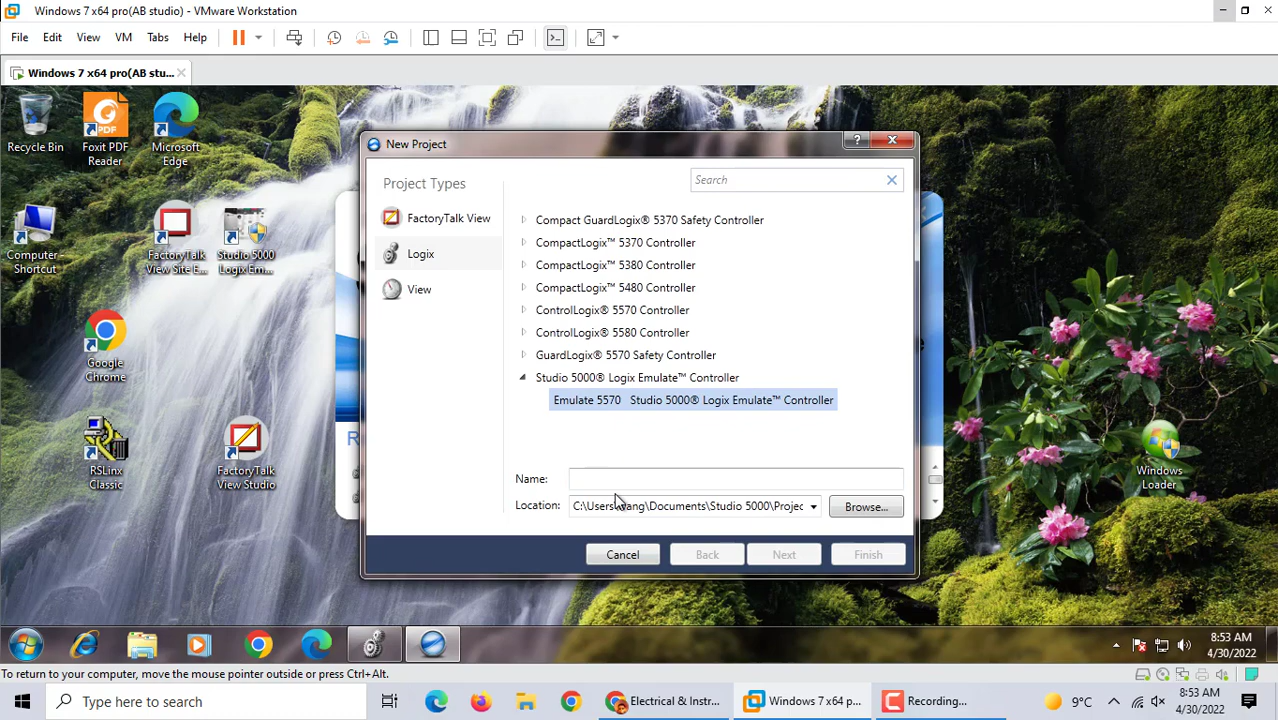 Windows 7 x64 pro(AB studio) - VMware Workstation
File Edit View VM Tabs Help
Windows 7 x64 pro(AB stu...
Recycle Bin
Foxit PDF Reader
Microsoft Edge
Computer - Shortcut
FactoryTalk View Site E...
Studio 5000 Logix Em...
Google Chrome
RSLinx Classic
FactoryTalk View Studio
Windows Loader
New Project
Project Types
Search
FactoryTalk View
Logix
View
Compact GuardLogix® 5370 Safety Controller
CompactLogix™ 5370 Controller
CompactLogix™ 5380 Controller
CompactLogix™ 5480 Controller
ControlLogix® 5570 Controller
ControlLogix® 5580 Controller
GuardLogix® 5570 Safety Controller
Studio 5000® Logix Emulate™ Controller
Emulate 5570 Studio 5000® Logix Emulate™ Controller
Name:
Location: \Documents\Studio 5000\Projec
Browse...
Cancel Back Next Finish
8:53 AM
4/30/2022
To return to your computer, move the mouse pointer outside or press Ctrl+Alt.
Type here to search
Electrical & Instr...
Windows 7 x64 p...
Recording...
9°C
8:53 AM
4/30/2022